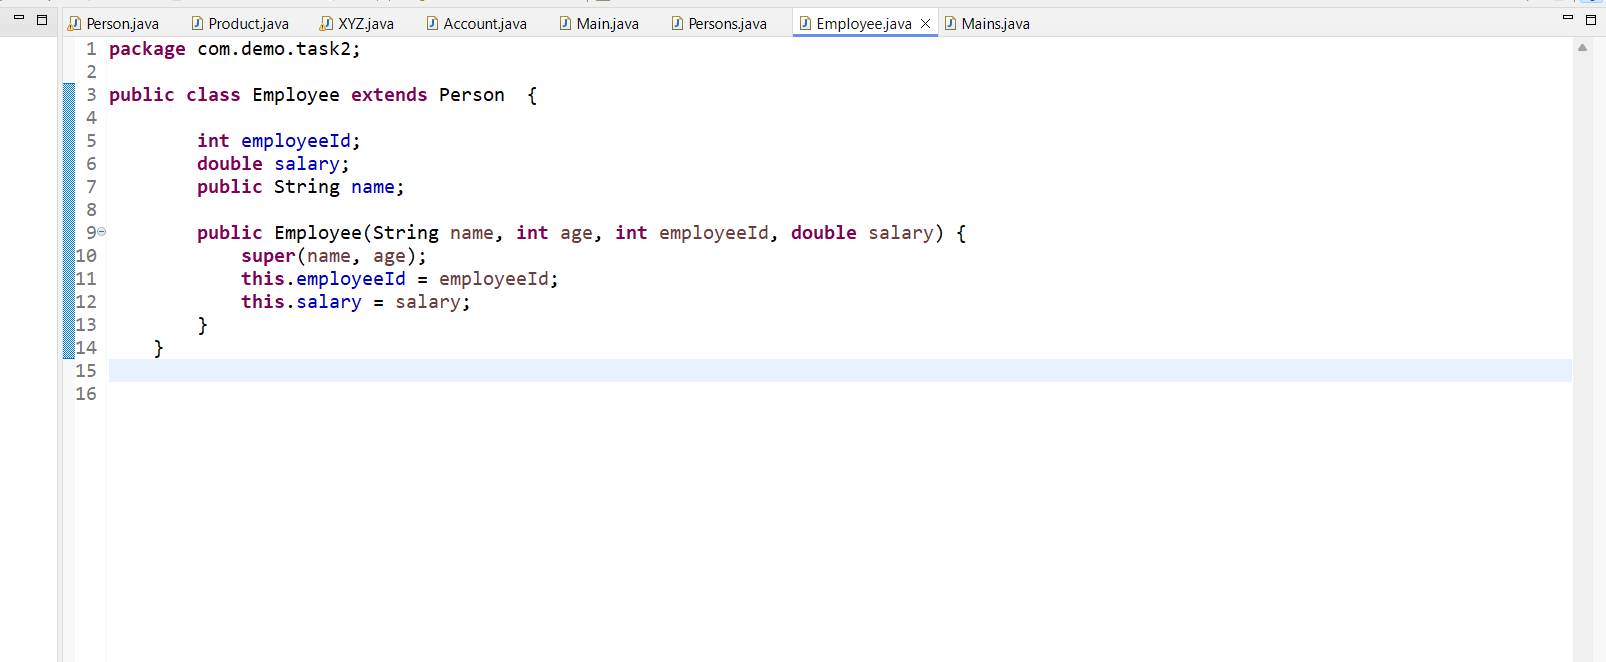 Person.java Product.java XYZ.java Account.java Main.java Persons.java Employee.java Mains.java
1 package com.demo.task2;
2
3 public class Employee extends Person  {
4
5         int employeeId;
6         double salary;
7         public String name;
8
9         public Employee(String name, int age, int employeeId, double salary) {
10             super(name, age);
11             this.employeeId = employeeId;
12             this.salary = salary;
13         }
14     }
15
16